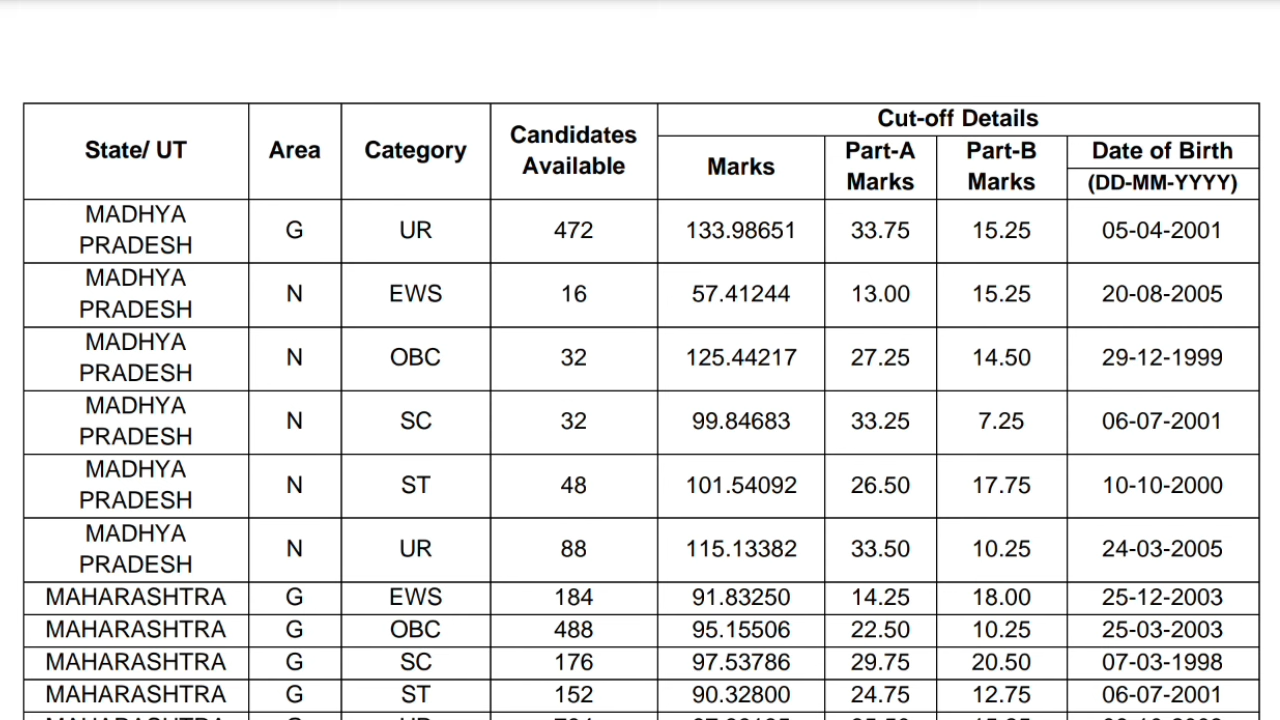 State/ UT Area Category Candidates Available Cut-off Details
Marks Part-A Marks Part-B Marks Date of Birth
(DD-MM-YYYY)
MADHYA PRADESH G UR 472 133.98651 33.75 15.25 05-04-2001
MADHYA PRADESH N EWS 16 57.41244 13.00 15.25 20-08-2005
MADHYA PRADESH N OBC 32 125.44217 27.25 14.50 29-12-1999
MADHYA PRADESH N SC 32 99.84683 33.25 7.25 06-07-2001
MADHYA PRADESH N ST 48 101.54092 26.50 17.75 10-10-2000
MADHYA PRADESH N UR 88 115.13382 33.50 10.25 24-03-2005
MAHARASHTRA G EWS 184 91.83250 14.25 18.00 25-12-2003
MAHARASHTRA G OBC 488 95.15506 22.50 10.25 25-03-2003
MAHARASHTRA G SC 176 97.53786 29.75 20.50 07-03-1998
MAHARASHTRA G ST 152 90.32800 24.75 12.75 06-07-2001